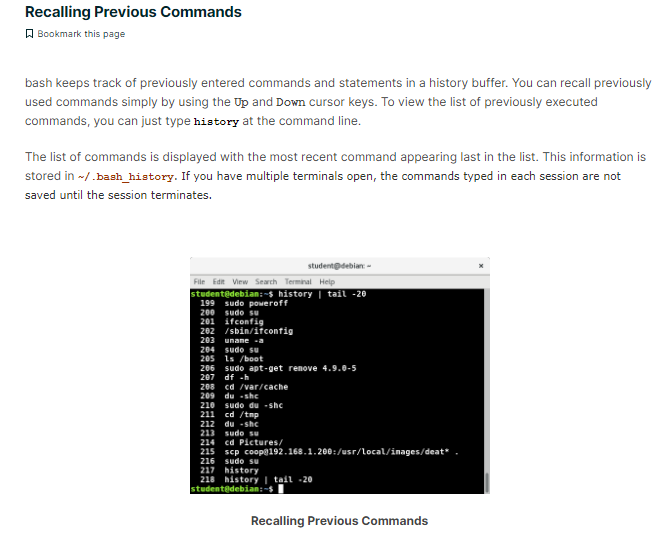 Recalling Previous Commands
Bookmark this page
bash keeps track of previously entered commands and statements in a history buffer. You can recall previously
used commands simply by using the Up and Down cursor keys. To view the list of previously executed
commands, you can just type history at the command line.
The list of commands is displayed with the most recent command appearing last in the list. This information is
stored in ~/.bash_history. If you have multiple terminals open, the commands typed in each session are not
saved until the session terminates.
student@debian: ~ ×
File Edit View Search Terminal Help
student@debian:~$ history | tail -20
199 sudo poweroff
200 sudo su
201 ifconfig
202 /sbin/ifconfig
203 uname -a
204 sudo su
205 ls /boot
206 sudo apt-get remove 4.9.0-5
207 df -h
208 cd /var/cache
209 du -shc
210 sudo du -shc
211 cd /tmp
212 du -shc
213 sudo su
214 cd Pictures/
215 scp coop@192.168.1.200:/usr/local/images/deat* .
216 sudo su
217 history
218 history | tail -20
student@debian:~$
Recalling Previous Commands